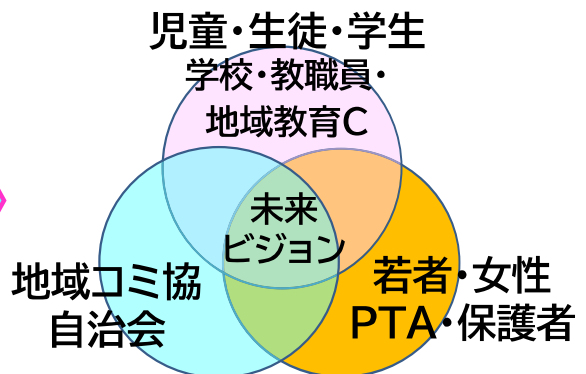 児童・生徒・学生
学校・教職員・
地域教育C
未来
ビジョン
地域コミ協
自治会
若者・女性
PTA・保護者